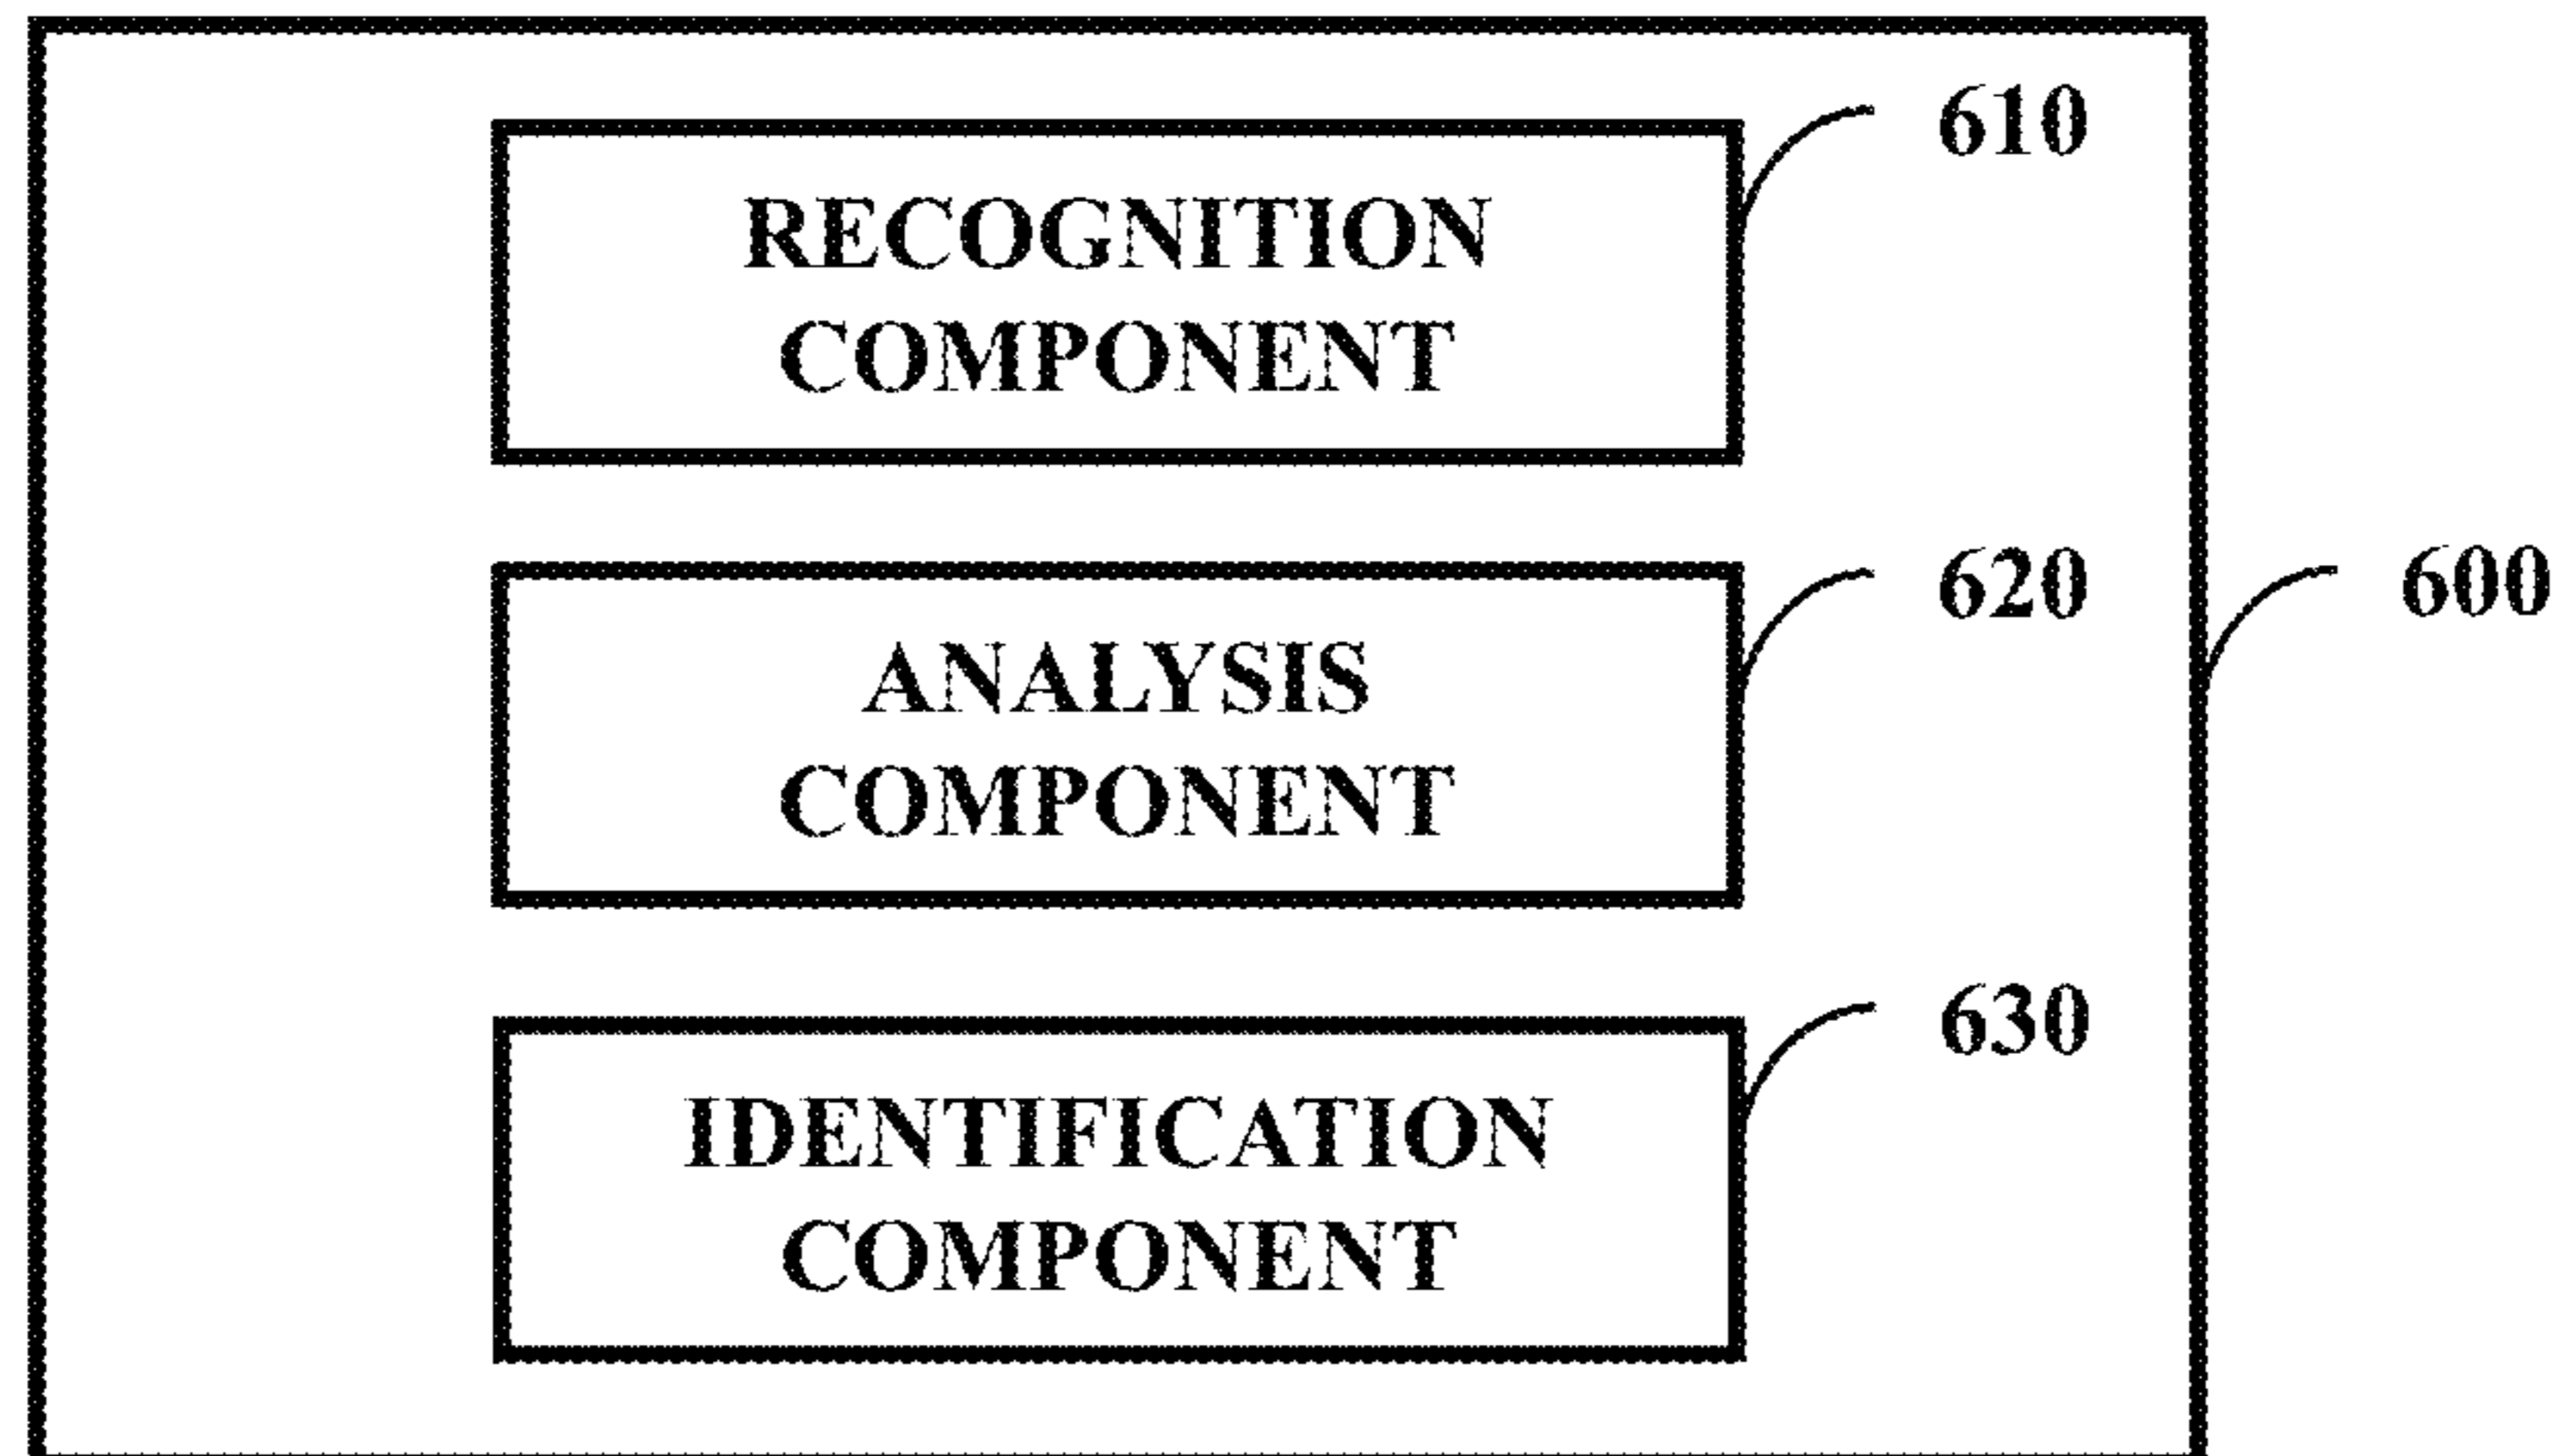 610
RECOGNITION
COMPONENT
620
600
ANALYSIS
COMPONENT
630
IDENTIFICATION
COMPONENT